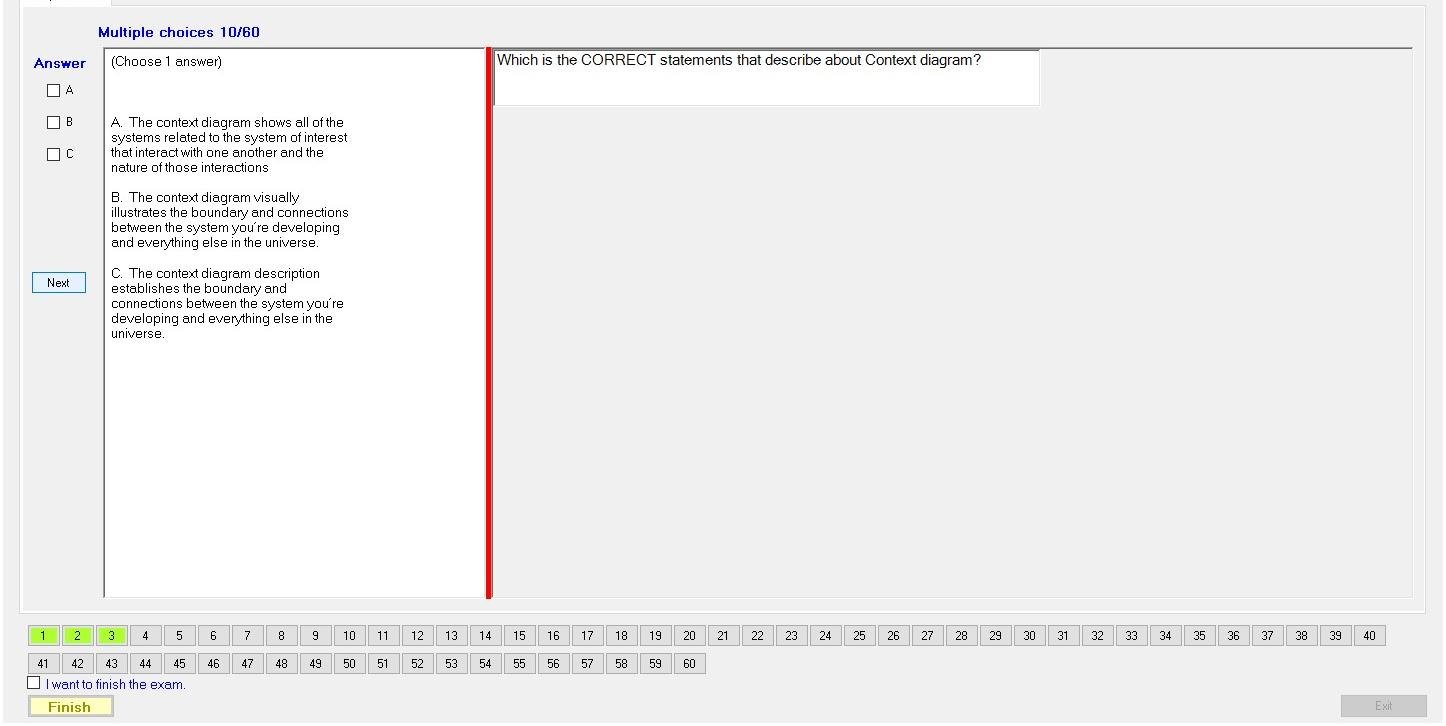 Multiple choices 10/60
Answer
A
B
C
Next
(Choose 1 answer)
A. The context diagram shows all of the
systems related to the system of interest
that interact with one another and the
nature of those interactions
B. The context diagram visually
illustrates the boundary and connections
between the system you´re developing
and everything else in the universe.
C. The context diagram description
establishes the boundary and
connections between the system you´re
developing and everything else in the
universe.
Which is the CORRECT statements that describe about Context diagram?
1 2 3 4 5 6 7 8 9 10 11 12 13 14 15 16 17 18 19 20 21 22 23 24 25 26 27 28 29 30 31 32 33 34 35 36 37 38 39 40
41 42 43 44 45 46 47 48 49 50 51 52 53 54 55 56 57 58 59 60
I want to finish the exam.
Finish
Exit